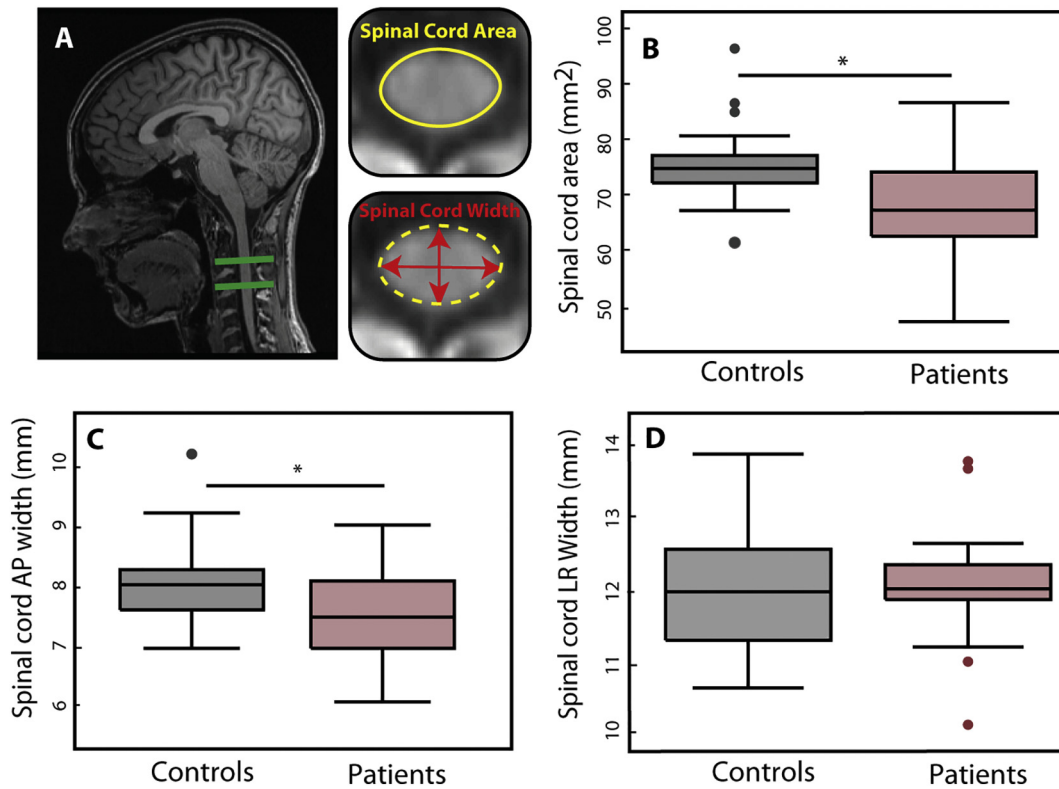 A
Spinal Cord Area
Spinal Cord Width
B
Spinal cord area (mm2)
100
90
80
70
60
50
*
Controls
Patients
C
Spinal cord AP width (mm)
10
9
8
7
6
*
Controls
Patients
D
Spinal cord LR Width (mm)
14
13
12
11
10
Controls
Patients